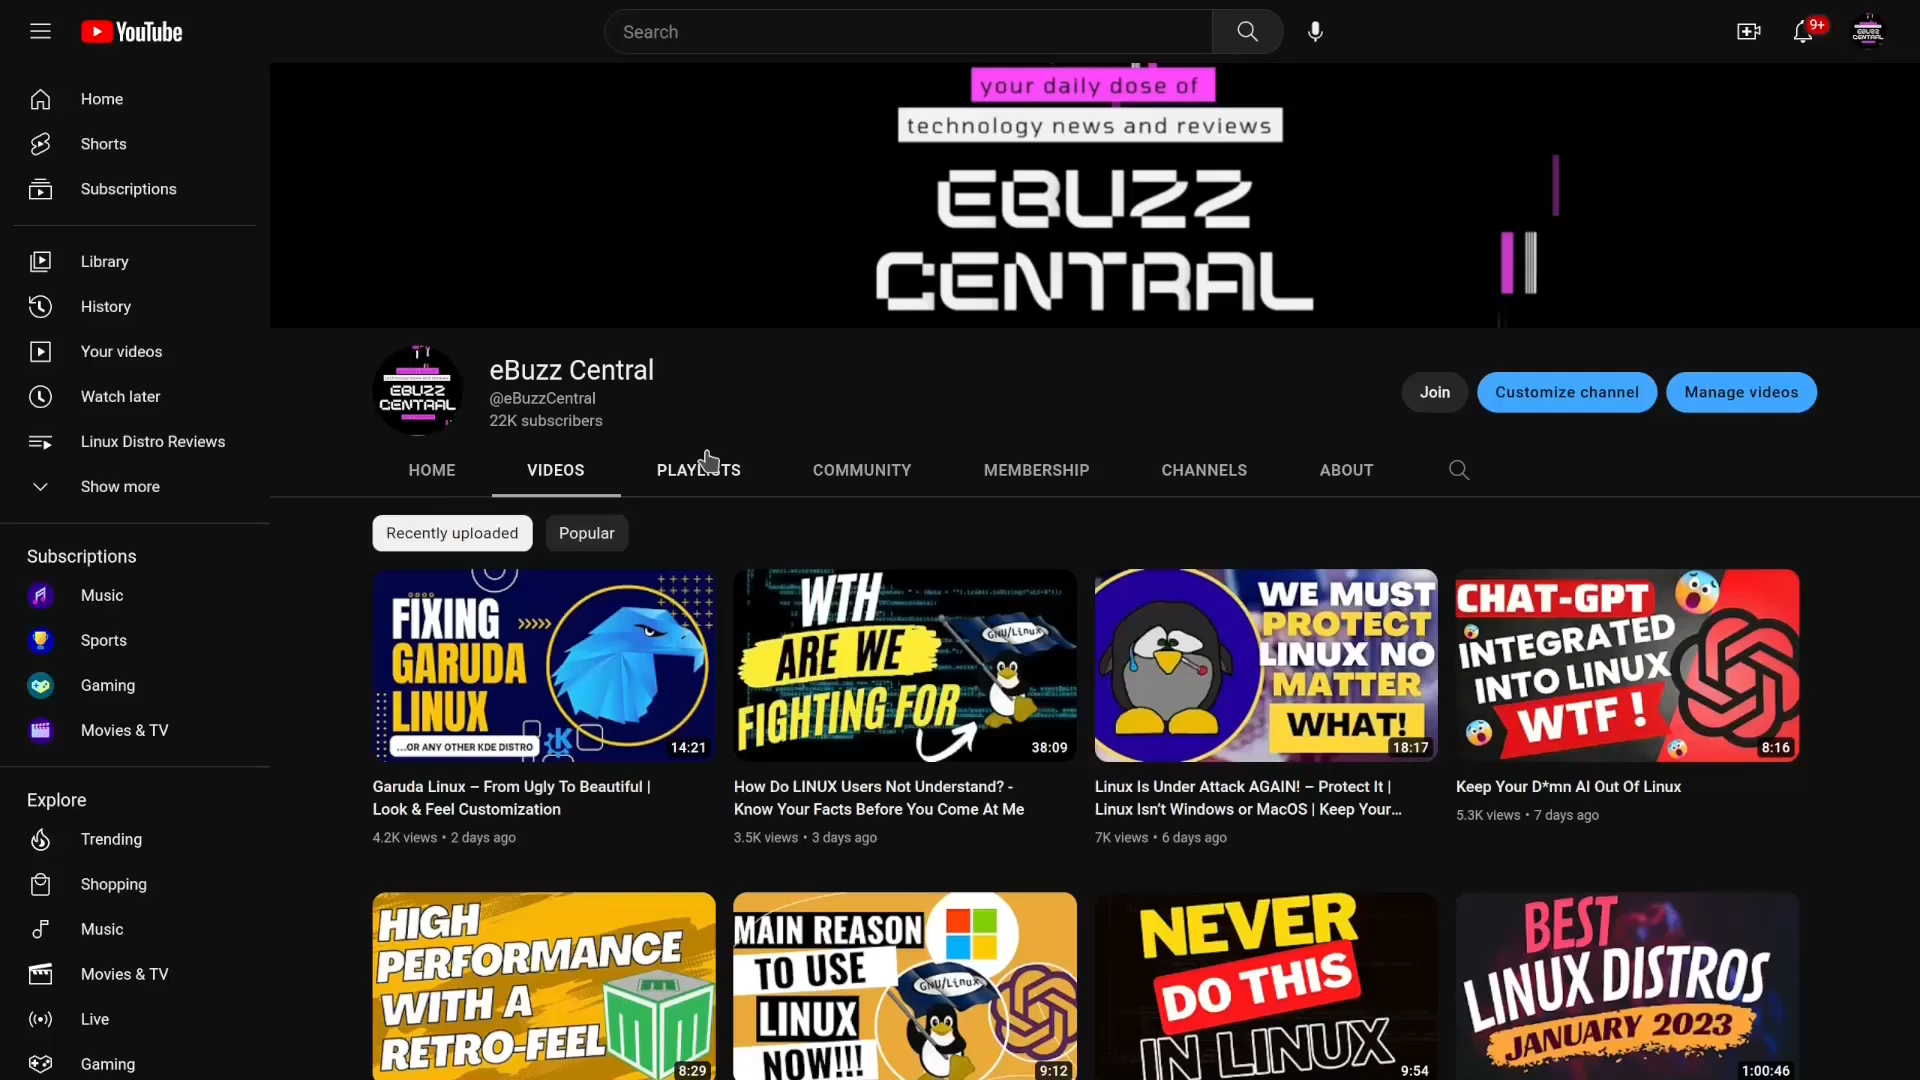 YouTube
Search
9+
Home
Shorts
Subscriptions
Library
History
Your videos
Watch later
Linux Distro Reviews
Show more
Subscriptions
Music
Sports
Gaming
Movies & TV
Explore
Trending
Shopping
Music
Movies & TV
Live
Gaming
your daily dose of
technology news and reviews
EBUZZ
CENTRAL
EBUZZ
CENTRAL
eBuzz Central
@eBuzzCentral
22K subscribers
Join
Customize channel
Manage videos
HOME
VIDEOS
PLAYLISTS
COMMUNITY
MEMBERSHIP
CHANNELS
ABOUT
Recently uploaded
Popular
FIXING
GARUDA
LINUX
...OR ANY OTHER KDE DISTRO
14:21
Garuda Linux – From Ugly To Beautiful |
Look & Feel Customization
4.2K views • 2 days ago
WTH
ARE WE
FIGHTING FOR
GNU/Linux
38:09
How Do LINUX Users Not Understand? -
Know Your Facts Before You Come At Me
3.5K views • 3 days ago
WE MUST
PROTECT
LINUX NO
MATTER
WHAT!
18:17
Linux Is Under Attack AGAIN! – Protect It |
Linux Isn't Windows or MacOS | Keep Your...
7K views • 6 days ago
CHAT-GPT
INTEGRATED
INTO LINUX
WTF !
8:16
Keep Your D*mn AI Out Of Linux
5.3K views • 7 days ago
HIGH
PERFORMANCE
WITH A
RETRO-FEEL
8:29
MAIN REASON
TO USE
LINUX
NOW!!!
GNU/Linux
9:12
NEVER
DO THIS
IN LINUX
9:54
BEST
LINUX DISTROS
JANUARY 2023
1:00:46